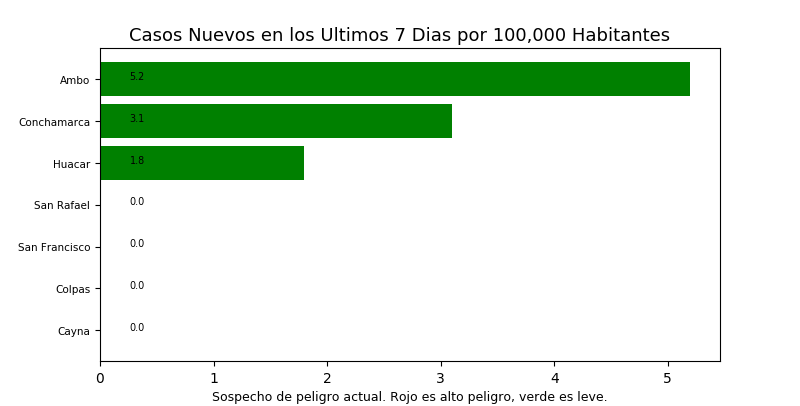 Casos Nuevos en los Ultimos 7 Dias por 100,000 Habitantes
Ambo 5.2
Conchamarca 3.1
Huacar 1.8
San Rafael 0.0
San Francisco 0.0
Colpas 0.0
Cayna 0.0
0 1 2 3 4 5
Sospecho de peligro actual. Rojo es alto peligro, verde es leve.